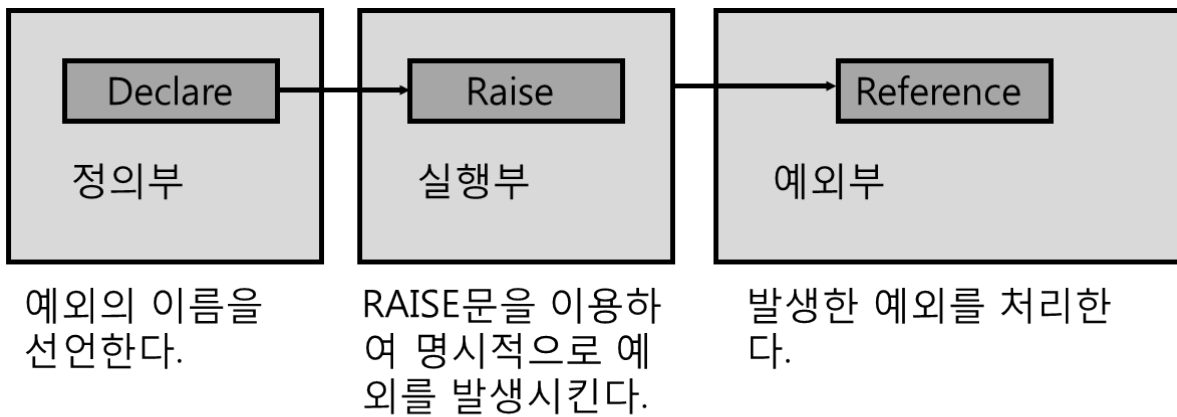 Declare
정의부
예외의 이름을
선언한다.
Raise
실행부
RAISE문을 이용하
여 명시적으로 예
외를 발생시킨다.
Reference
예외부
발생한 예외를 처리한
다.